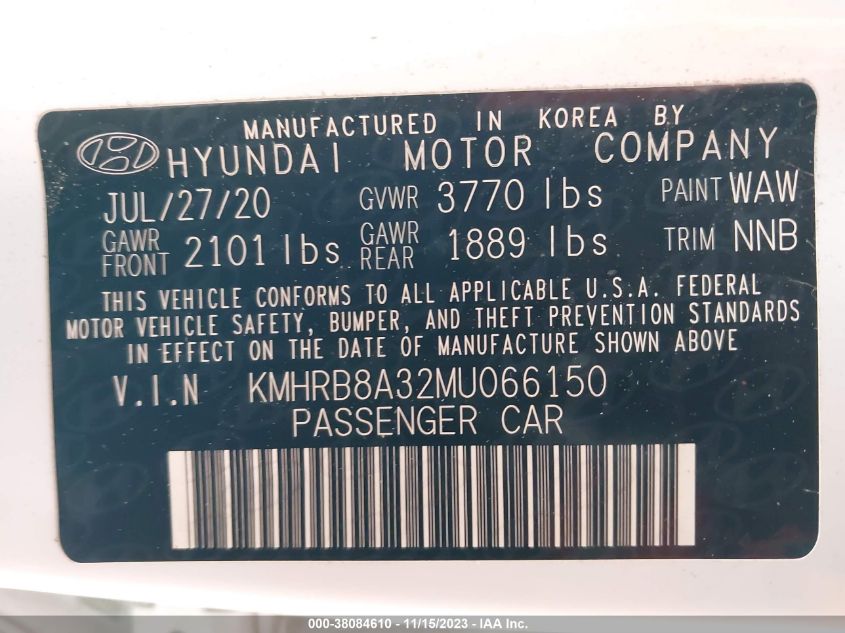 MANUFACTURED IN KOREA BY
HYUNDAI MOTOR COMPANY
JUL/27/20 GVWR 3770 lbs PAINT WAW
GAWR FRONT 2101 lbs GAWR REAR 1889 lbs TRIM NNB
THIS VEHICLE CONFORMS TO ALL APPLICABLE U.S.A. FEDERAL
MOTOR VEHICLE SAFETY, BUMPER, AND THEFT PREVENTION STANDARDS
IN EFFECT ON THE DATE OF MANUFACTURE SHOWN ABOVE
V.I.N KMHRB8A32MU066150
PASSENGER CAR
000-38084610 - 11/15/2023 - IAA Inc.